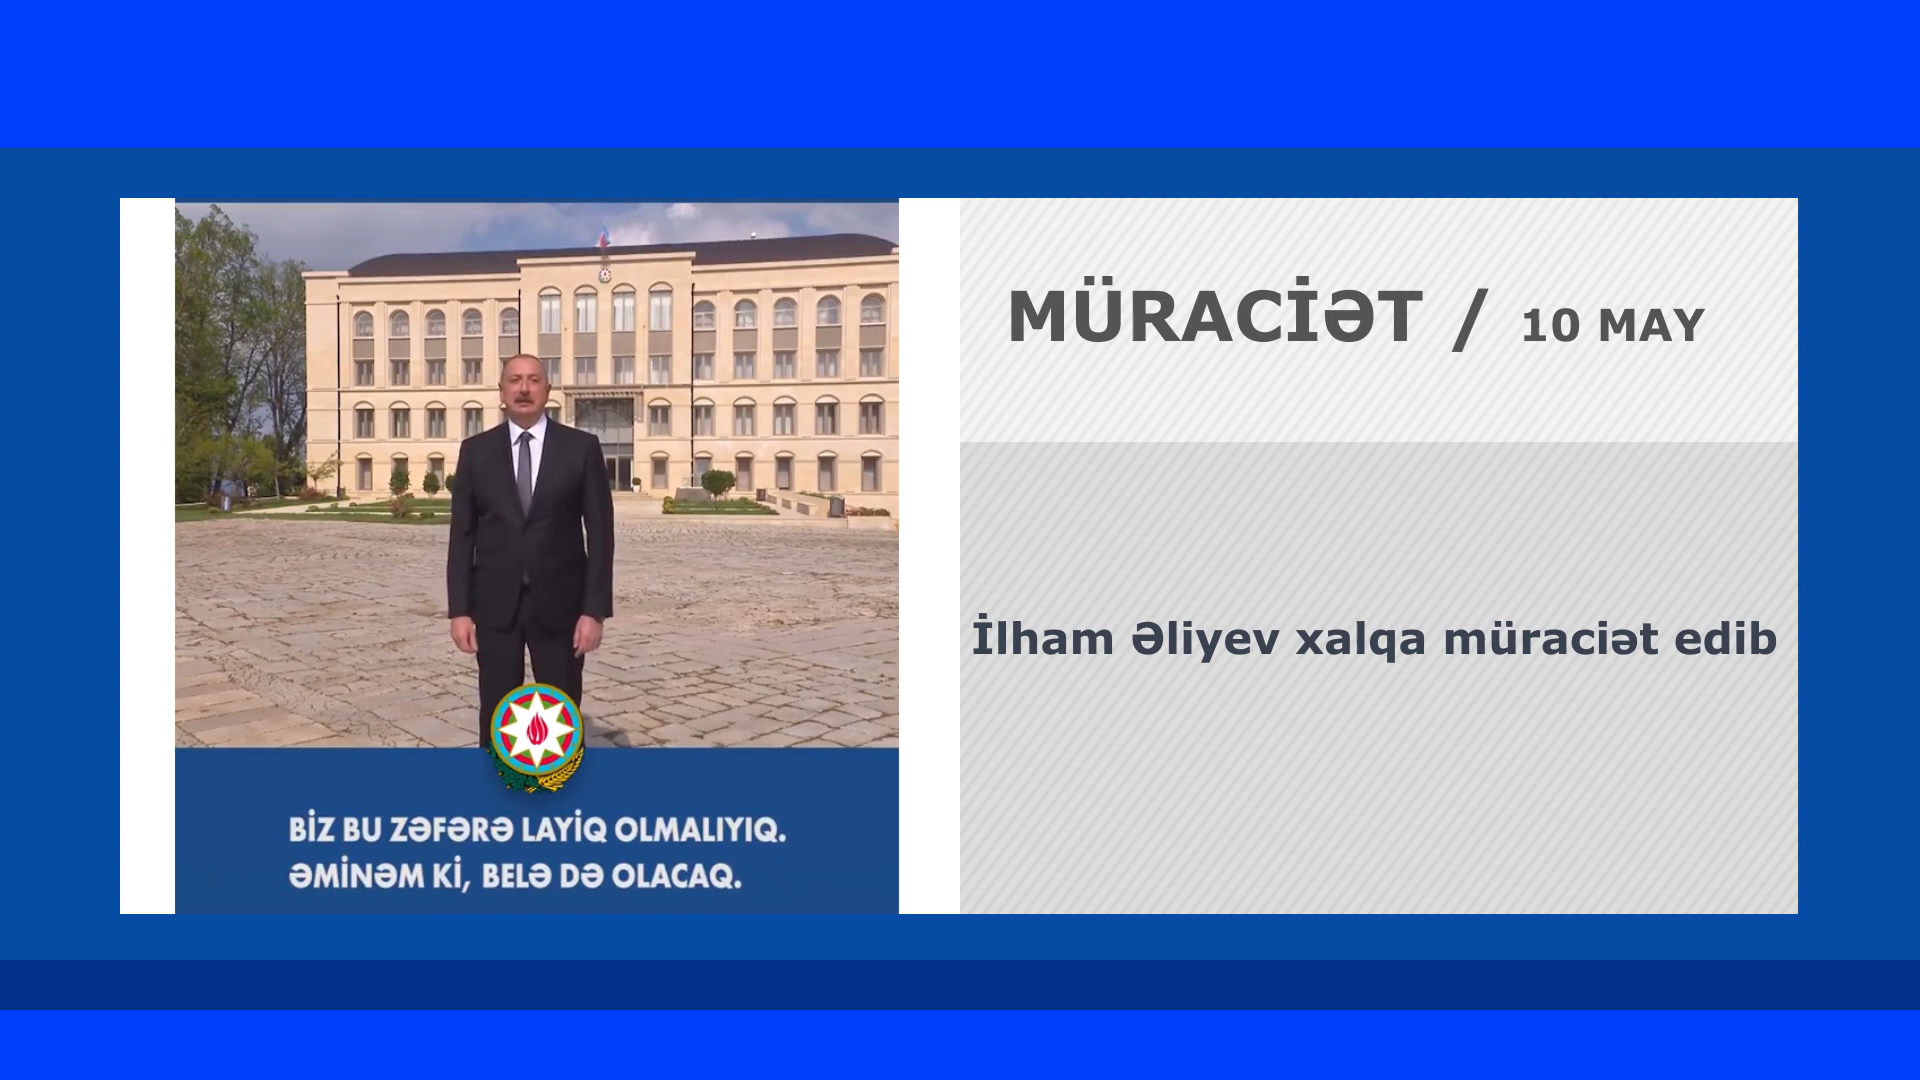 MÜRACİƏT / 10 MAY
İlham Əliyev xalqa müraciət edib
BİZ BU ZƏFƏRƏ LAYİQ OLMALIYIQ.
ƏMİNƏM Kİ, BELƏ DƏ OLACAQ.